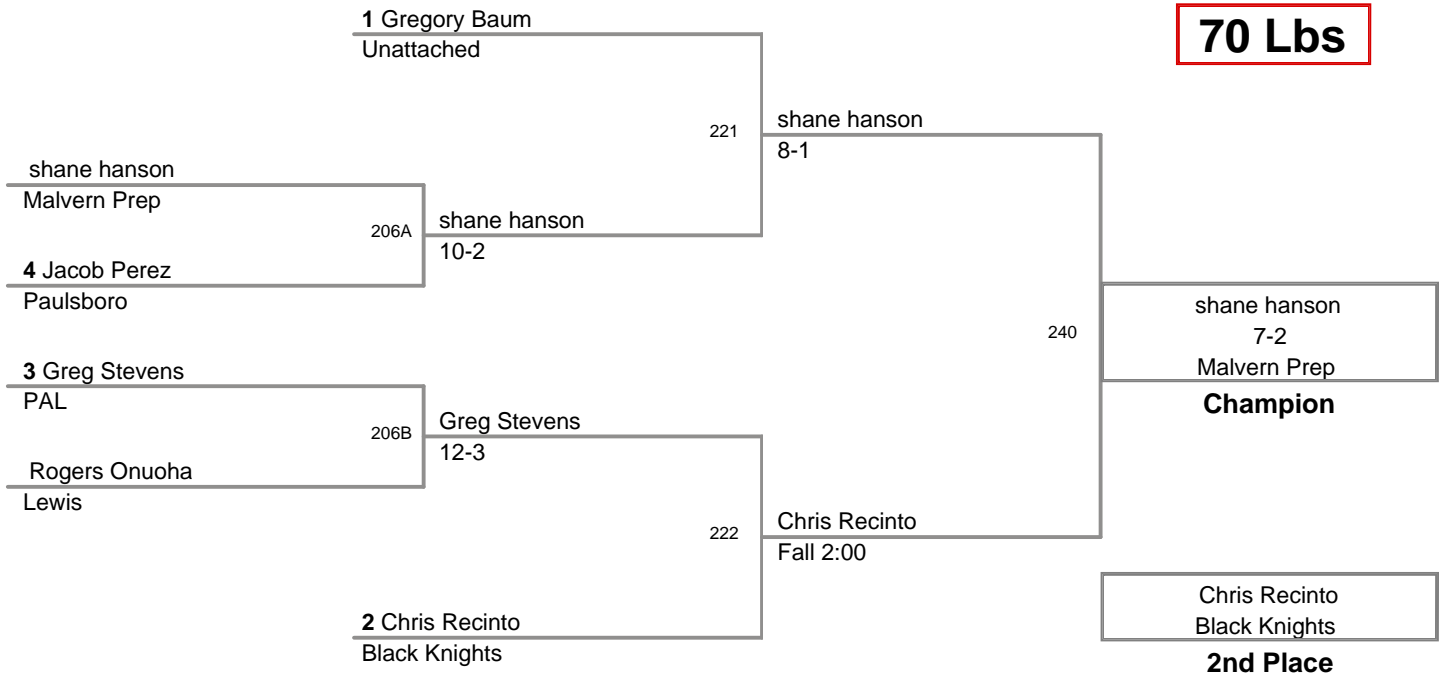 1 Gregory Baum
Unattached
70 Lbs
221
shane hanson
8-1
shane hanson
Malvern Prep
206A
shane hanson
10-2
4 Jacob Perez
Paulsboro
240
shane hanson
7-2
Malvern Prep
Champion
3 Greg Stevens
PAL
206B
Greg Stevens
12-3
Rogers Onuoha
Lewis
222
Chris Recinto
Fall 2:00
2 Chris Recinto
Black Knights
Chris Recinto
Black Knights
2nd Place